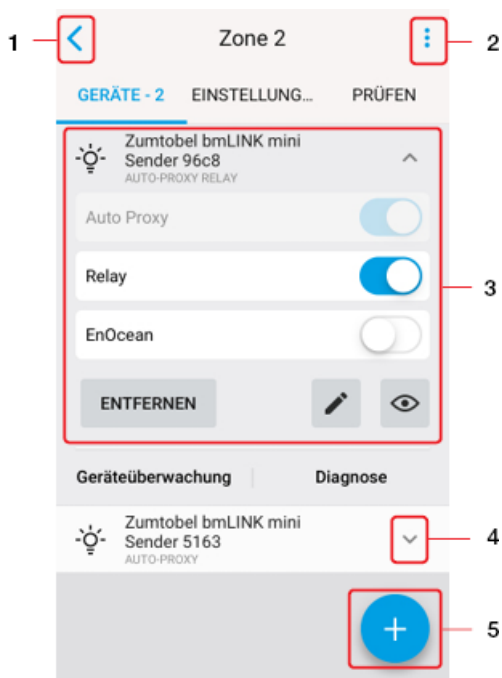 1
Zone 2
2
GERÄTE - 2 EINSTELLUNG... PRÜFEN
Zumtobel bmLINK mini
Sender 96c8
AUTO-PROXY RELAY
Auto Proxy
Relay
3
EnOcean
ENTFERNEN
Geräteüberwachung Diagnose
Zumtobel bmLINK mini
Sender 5163
4
AUTO-PROXY
5